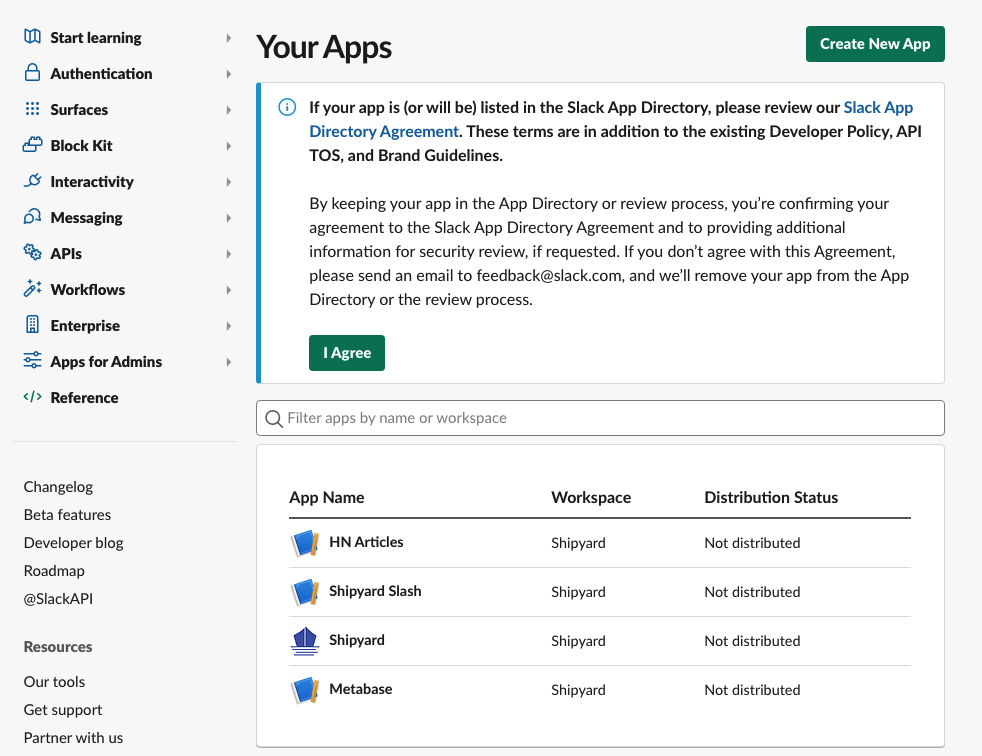 Start learning
Authentication
Surfaces
Block Kit
Interactivity
Messaging
APIs
Workflows
Enterprise
Apps for Admins
Reference
Changelog
Beta features
Developer blog
Roadmap
@SlackAPI
Resources
Our tools
Get support
Partner with us
Your Apps
Create New App
If your app is (or will be) listed in the Slack App Directory, please review our Slack App
Directory Agreement. These terms are in addition to the existing Developer Policy, API
TOS, and Brand Guidelines.
By keeping your app in the App Directory or review process, you’re confirming your
agreement to the Slack App Directory Agreement and to providing additional
information for security review, if requested. If you don’t agree with this Agreement,
please send an email to feedback@slack.com, and we’ll remove your app from the App
Directory or the review process.
I Agree
Filter apps by name or workspace
App Name Workspace Distribution Status
HN Articles Shipyard Not distributed
Shipyard Slash Shipyard Not distributed
Shipyard Shipyard Not distributed
Metabase Shipyard Not distributed